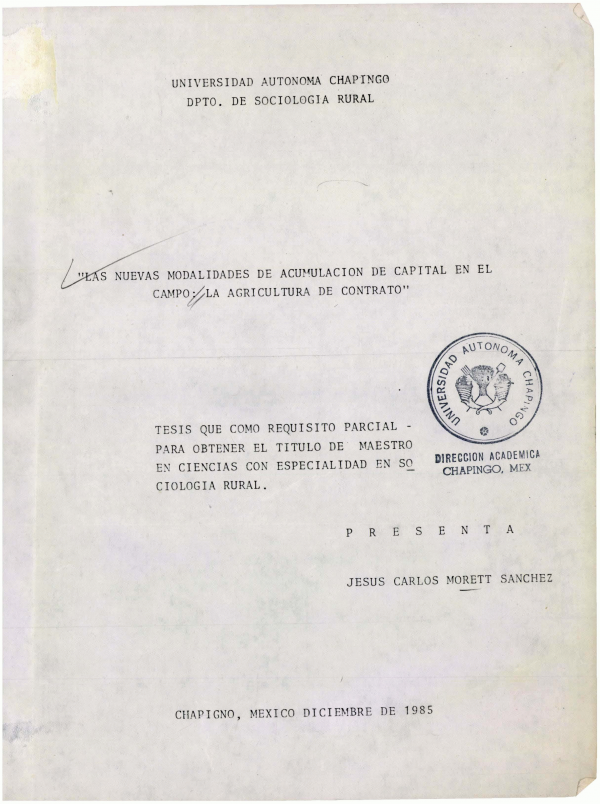 UNIVERSIDAD AUTONOMA CHAPINGO
DPTO. DE SOCIOLOGIA RURAL
"LAS NUEVAS MODALIDADES DE ACUMULACION DE CAPITAL EN EL
CAMPO: LA AGRICULTURA DE CONTRATO"
UNIVERSIDAD AUTONOMA CHAPINGO
DIRECCION ACADEMICA
CHAPINGO, MEX
TESIS QUE COMO REQUISITO PARCIAL -
PARA OBTENER EL TITULO DE MAESTRO
EN CIENCIAS CON ESPECIALIDAD EN SO
CIOLOGIA RURAL.
P R E S E N T A
JESUS CARLOS MORETT SANCHEZ
CHAPIGNO, MEXICO DICIEMBRE DE 1985